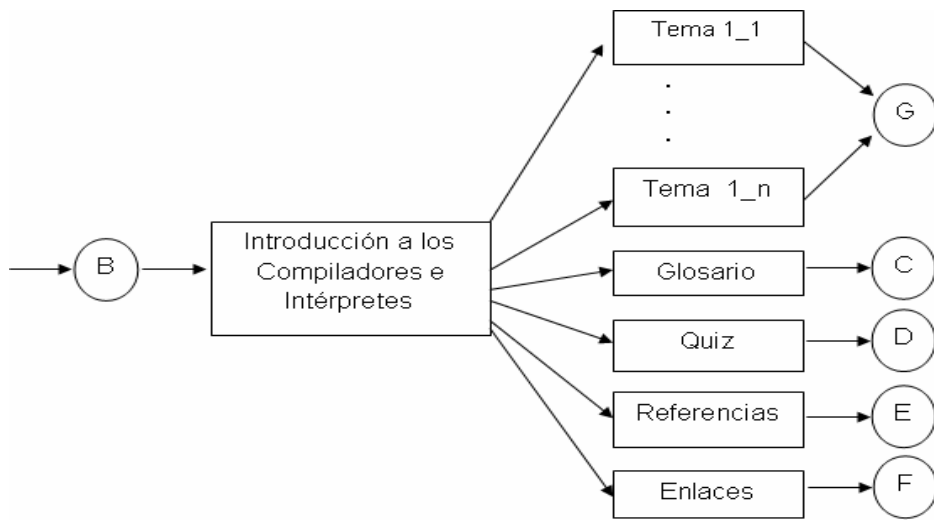 Tema 1_1
.
.
.
G
Tema 1_n
B
Introducción a los
Compiladores e
Intérpretes
Glosario
C
Quiz
D
Referencias
E
Enlaces
F